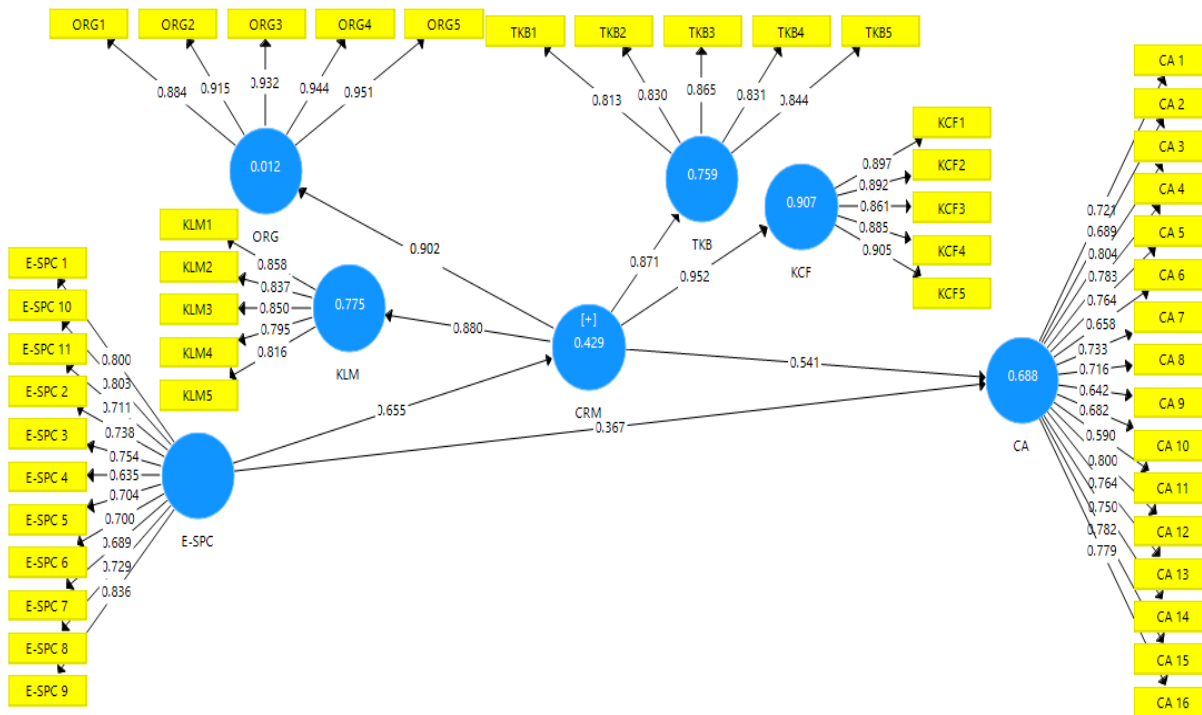 ORG1 ORG2 ORG3 ORG4 ORG5
0.884 0.915 0.932 0.944 0.951
0.012
ORG
TKB1 TKB2 TKB3 TKB4 TKB5
0.813 0.830 0.865 0.831 0.844
0.759
TKB
KCF1
KCF2
KCF3
KCF4
KCF5
0.897
0.892
0.861
0.885
0.905
0.907
KCF
KLM1
KLM2
KLM3
KLM4
KLM5
0.858
0.837
0.850
0.795
0.816
0.775
KLM
0.902
0.880
0.871
0.952
[+]
0.429
CRM
0.655
0.541
0.367
E-SPC 1
E-SPC 10
E-SPC 11
E-SPC 2
E-SPC 3
E-SPC 4
E-SPC 5
E-SPC 6
E-SPC 7
E-SPC 8
E-SPC 9
0.800
0.803
0.711
0.738
0.754
0.635
0.704
0.700
0.689
0.729
0.836
E-SPC
0.688
CA
0.721
0.689
0.804
0.783
0.764
0.658
0.733
0.716
0.642
0.682
0.590
0.800
0.764
0.750
0.782
0.779
CA 1
CA 2
CA 3
CA 4
CA 5
CA 6
CA 7
CA 8
CA 9
CA 10
CA 11
CA 12
CA 13
CA 14
CA 15
CA 16